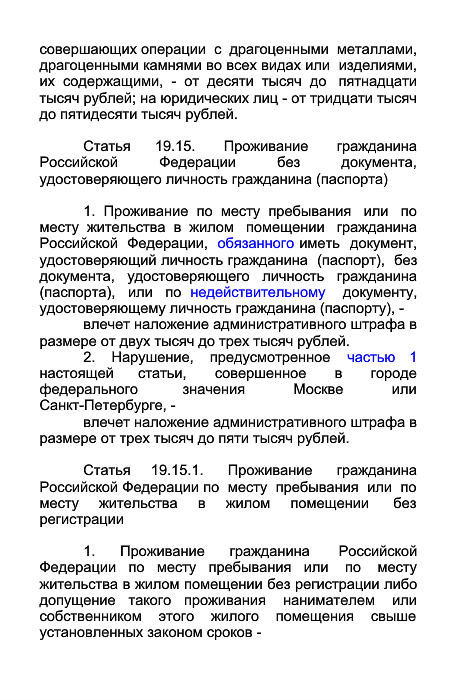 совершающих операции с драгоценными металлами,
драгоценными камнями во всех видах или изделиями,
их содержащими, - от десяти тысяч до пятнадцати
тысяч рублей; на юридических лиц - от тридцати тысяч
до пятидесяти тысяч рублей.
Статья 19.15. Проживание гражданина
Российской Федерации без документа,
удостоверяющего личность гражданина (паспорта)
1. Проживание по месту пребывания или по
месту жительства в жилом помещении гражданина
Российской Федерации, обязанного иметь документ,
удостоверяющий личность гражданина (паспорт), без
документа, удостоверяющего личность гражданина
(паспорта), или по недействительному документу,
удостоверяющему личность гражданина (паспорту), -
влечет наложение административного штрафа в
размере от двух тысяч до трех тысяч рублей.
2. Нарушение, предусмотренное частью 1
настоящей статьи, совершенное в городе
федерального значения Москве или
Санкт-Петербурге, -
влечет наложение административного штрафа в
размере от трех тысяч до пяти тысяч рублей.
Статья 19.15.1. Проживание гражданина
Российской Федерации по месту пребывания или по
месту жительства в жилом помещении без
регистрации
1. Проживание гражданина Российской
Федерации по месту пребывания или по месту
жительства в жилом помещении без регистрации либо
допущение такого проживания нанимателем или
собственником этого жилого помещения свыше
установленных законом сроков -